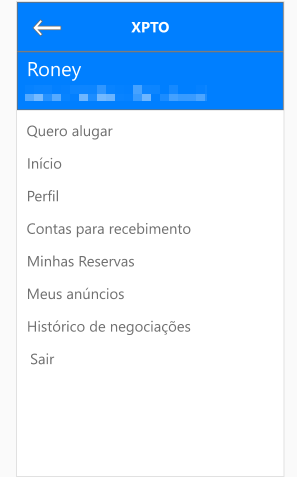 XPTO
Roney
Quero alugar
Início
Perfil
Contas para recebimento
Minhas Reservas
Meus anúncios
Histórico de negociações
Sair